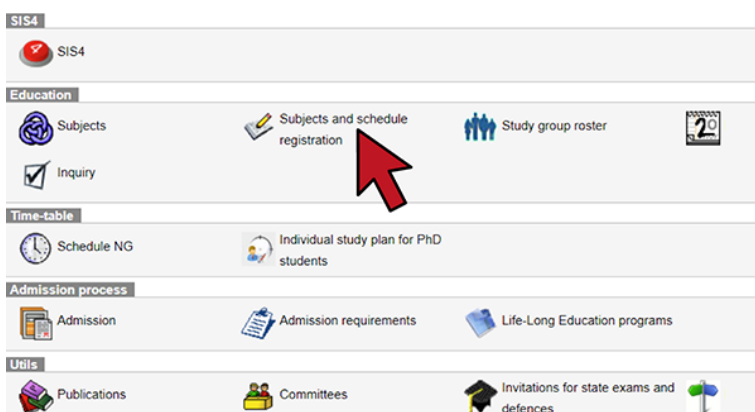 SIS4
SIS4
Education
Subjects
Subjects and schedule
registration
Study group roster
2
Inquiry
Time-table
Schedule NG
Individual study plan for PhD
students
Admission process
Admission
Admission requirements
Life-Long Education programs
Utils
Publications
Committees
Invitations for state exams and
defences